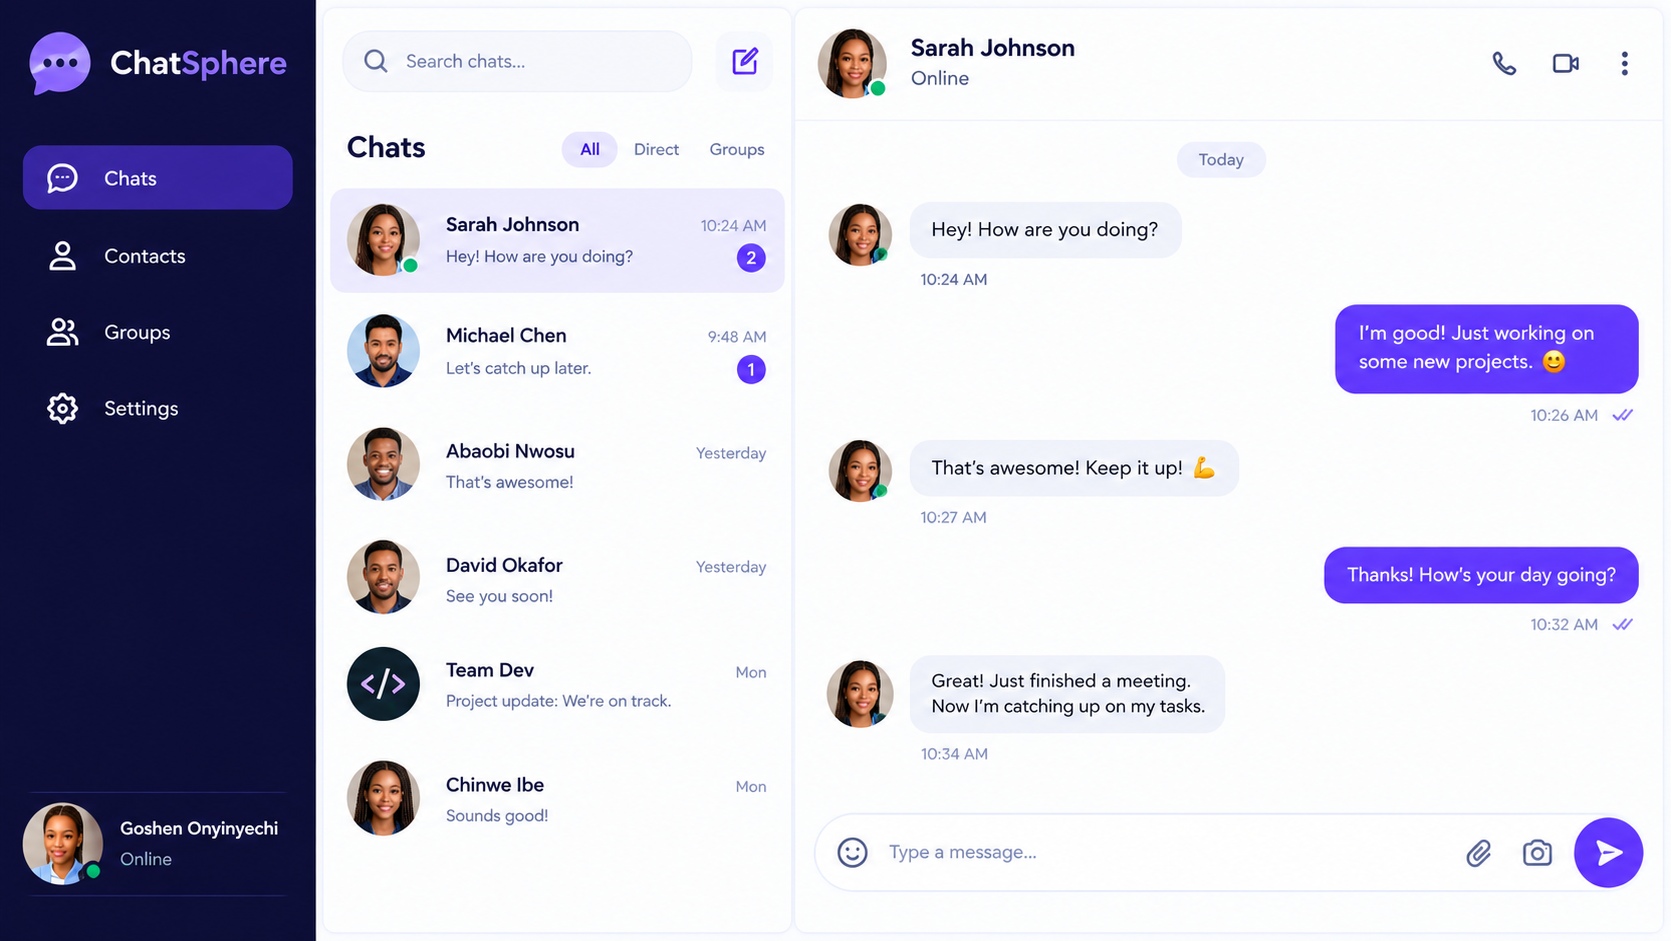 ChatSphere
Chats
Contacts
Groups
Settings
Goshen Onyinyechi
Online
Search chats...
Chats
All
Direct
Groups
Sarah Johnson
10:24 AM
Hey! How are you doing?
2
Michael Chen
9:48 AM
Let's catch up later.
1
Abaobi Nwosu
Yesterday
That's awesome!
David Okafor
Yesterday
See you soon!
</>
Team Dev
Mon
Project update: We're on track.
Chinwe Ibe
Mon
Sounds good!
Sarah Johnson
Online
Today
Hey! How are you doing?
10:24 AM
I'm good! Just working on
some new projects. 🙂
10:26 AM
That's awesome! Keep it up! 💪
10:27 AM
Thanks! How's your day going?
10:32 AM
Great! Just finished a meeting.
Now I'm catching up on my tasks.
10:34 AM
Type a message...